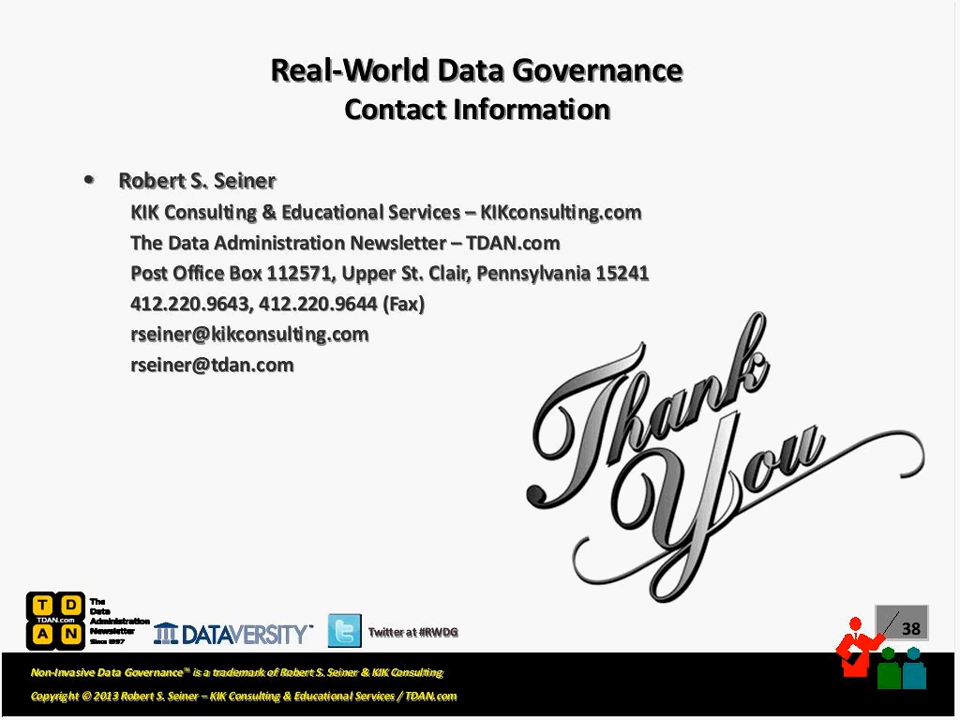 Real-World Data Governance
Contact Information
• Robert S. Seiner
KIK Consulting & Educational Services – KIKconsulting.com
The Data Administration Newsletter – TDAN.com
Post Office Box 112571, Upper St. Clair, Pennsylvania 15241
412.220.9643, 412.220.9644 (Fax)
rseiner@kikconsulting.com
rseiner@tdan.com
Thank
You
T D
TDAN.com
A N
The
Data
Administration
Newsletter
Since 1997
DATAVERSITY™
Twitter at #RWDG
38
Non-Invasive Data Governance™ is a trademark of Robert S. Seiner & KIK Consulting
Copyright © 2013 Robert S. Seiner – KIK Consulting & Educational Services / TDAN.com